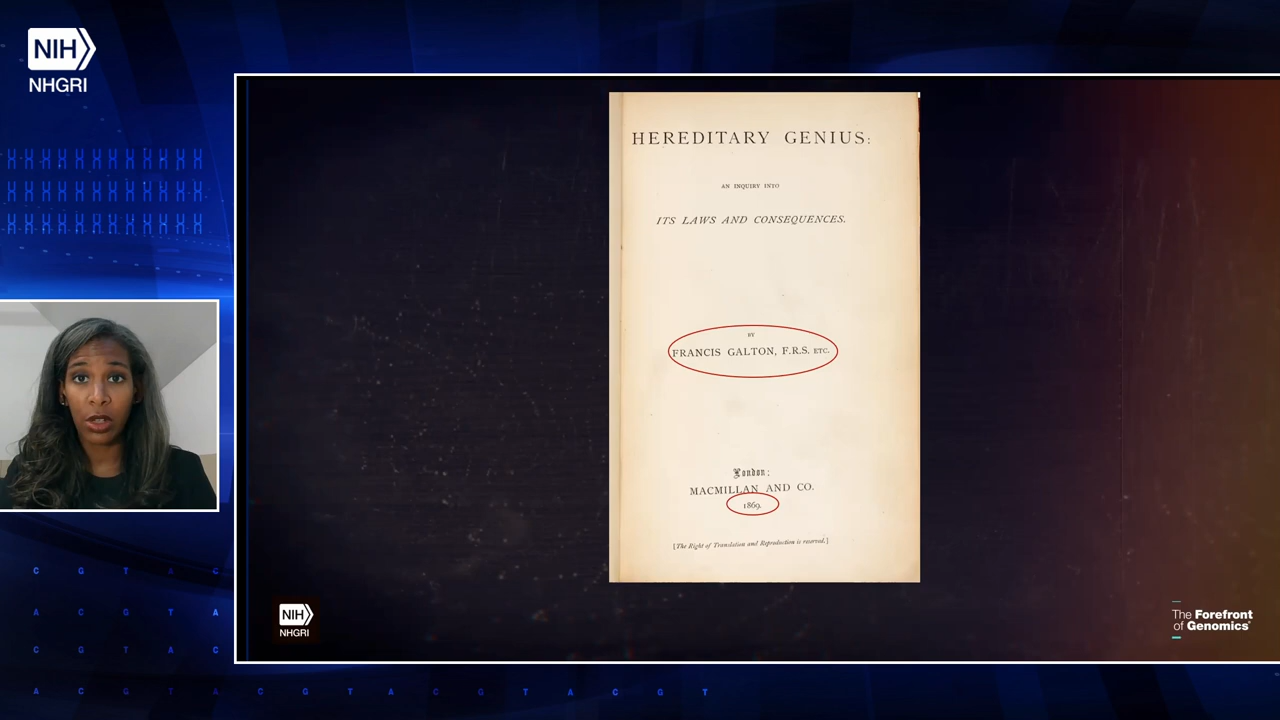 NIH
NHGRI
HEREDITARY GENIUS:
AN INQUIRY INTO
ITS LAWS AND CONSEQUENCES.
BY
FRANCIS GALTON, F.R.S. ETC.
London:
MACMILLAN AND CO.
1869.
[The Right of Translation and Reproduction is reserved.]
C G T A C
A C G T A
C G T A C
A C G T A C G T A C G T A C G T
NIH
NHGRI
The Forefront
of Genomics®